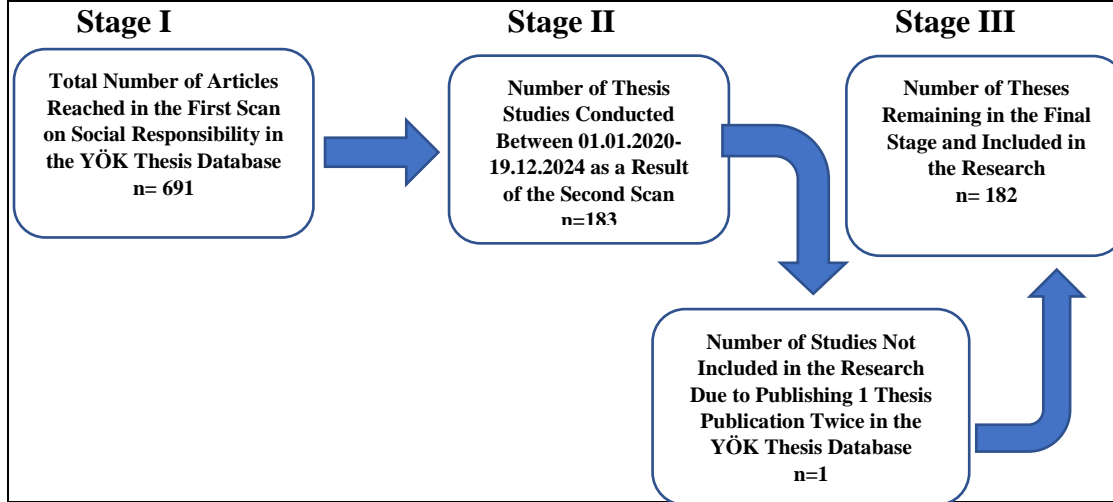 Stage I
Total Number of Articles
Reached in the First Scan
on Social Responsibility in
the YÖK Thesis Database
n= 691
Stage II
Number of Thesis
Studies Conducted
Between 01.01.2020-
19.12.2024 as a Result
of the Second Scan
n=183
Number of Studies Not
Included in the Research
Due to Publishing 1 Thesis
Publication Twice in the
YÖK Thesis Database
n=1
Stage III
Number of Theses
Remaining in the Final
Stage and Included in
the Research
n= 182